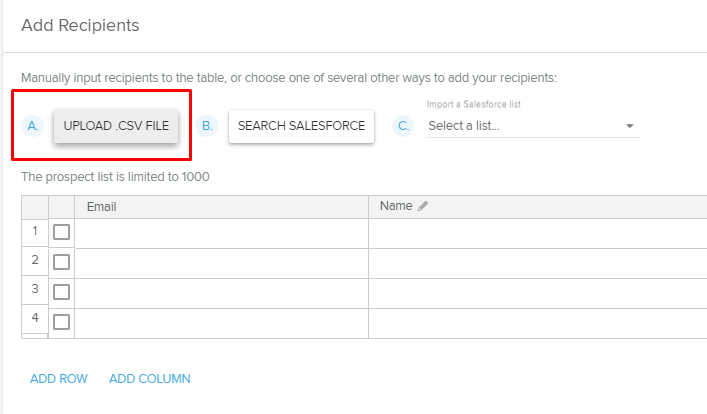 Add Recipients
Manually input recipients to the table, or choose one of several other ways to add your recipients:
Import a Salesforce list
A. UPLOAD .CSV FILE B. SEARCH SALESFORCE C. Select a list...
The prospect list is limited to 1000
Email Name
1
2
3
4
ADD ROW ADD COLUMN